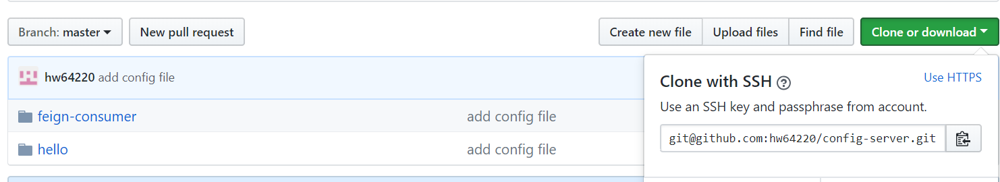 Branch: master
New pull request
Create new file
Upload files
Find file
Clone or download
hw64220 add config file
Clone with SSH
Use HTTPS
Use an SSH key and passphrase from account.
git@github.com:hw64220/config-server.git
feign-consumer add config file
hello add config file